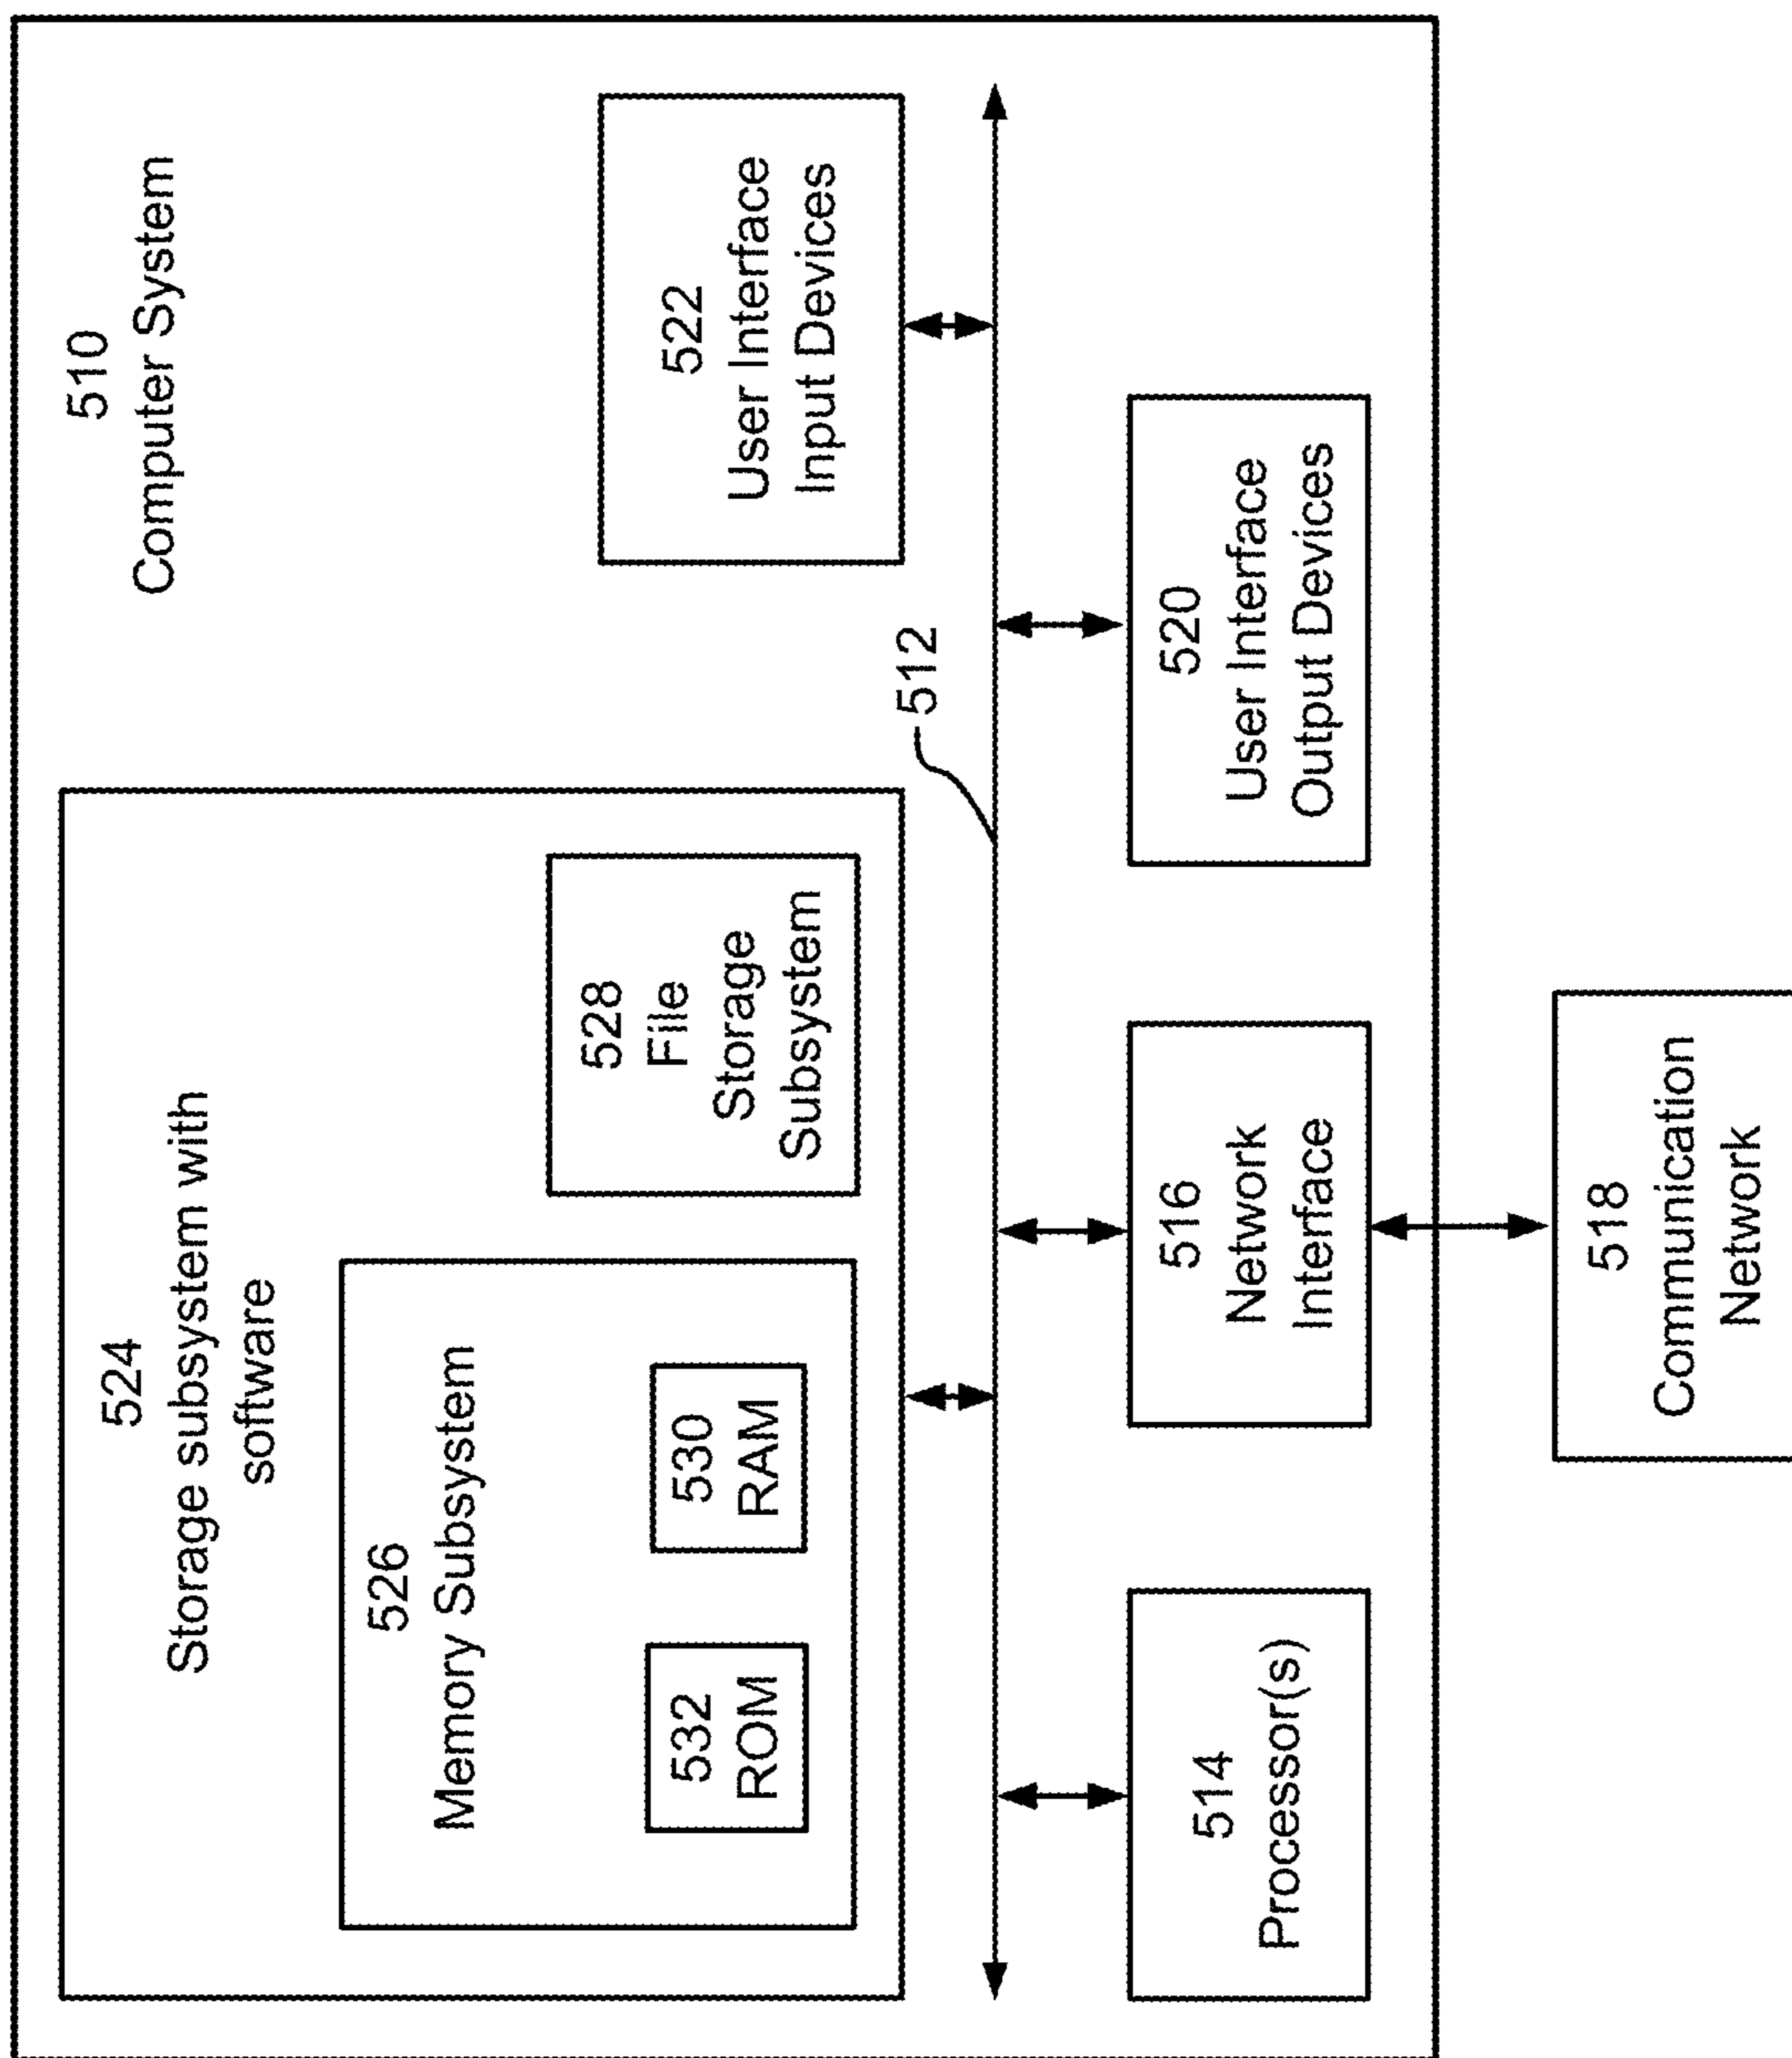 510
Computer System
524
Storage subsystem with
software
526
Memory Subsystem
532
ROM
530
RAM
528
File
Storage
Subsystem
522
User Interface
Input Devices
512
514
Processor(s)
516
Network
Interface
520
User Interface
Output Devices
518
Communication
Network